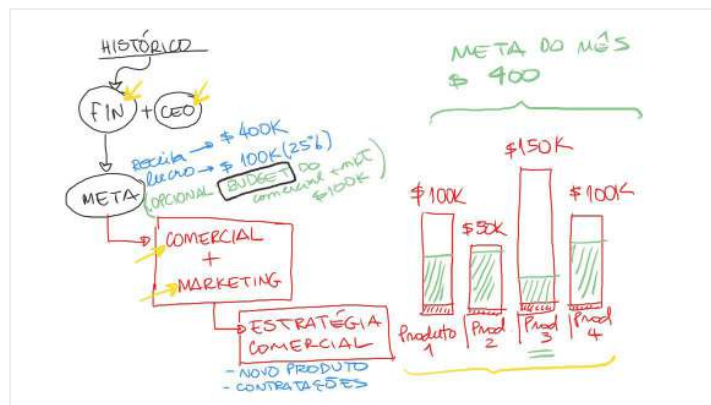 HISTÓRICO
FIN + CEO
META
Receita → $ 400K
Lucro → $ 100K (25%)
(OPCIONAL BUDGET DO
comercial + MKT
$100K)
COMERCIAL
+
MARKETING
ESTRATÉGIA
COMERCIAL
- NOVO PRODUTO
- CONTRATAÇÕES
META DO MÊS
$ 400
$100K
$50K
$150K
$100K
Produto
1
Prod
2
Prod
3
Prod
4